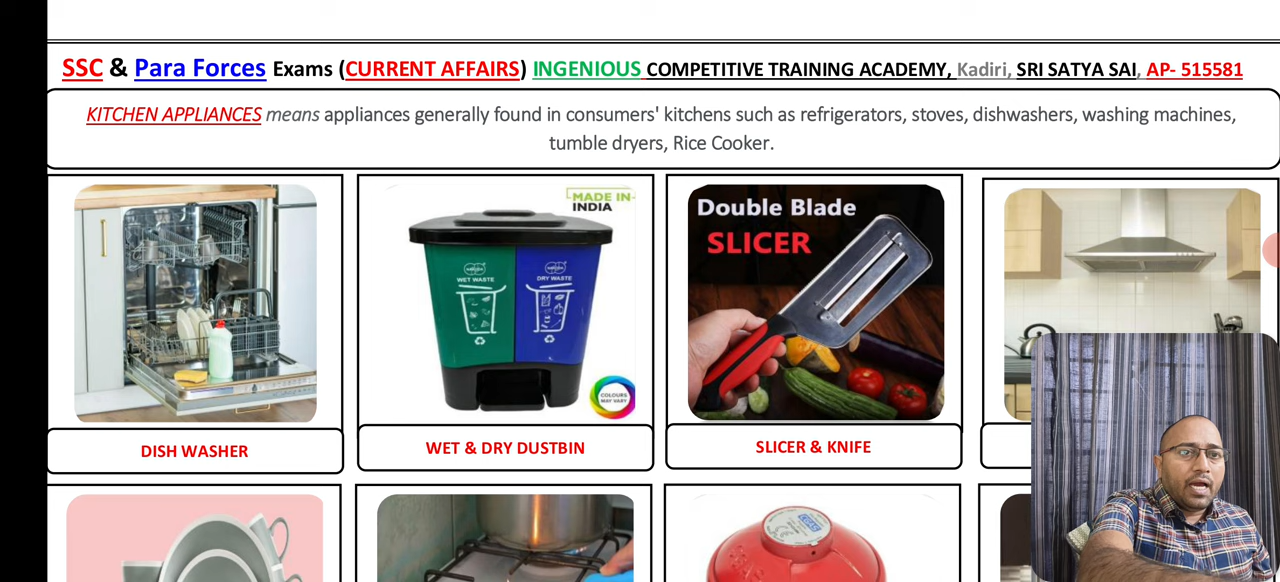 SSC & Para Forces Exams (CURRENT AFFAIRS) INGENIOUS COMPETITIVE TRAINING ACADEMY, Kadiri, SRI SATYA SAI, AP- 515581
KITCHEN APPLIANCES means appliances generally found in consumers' kitchens such as refrigerators, stoves, dishwashers, washing machines,
tumble dryers, Rice Cooker.
MADE IN
INDIA
WET WASTE
DRY WASTE
COLOURS
MAY VARY
Double Blade
SLICER
DISH WASHER
WET & DRY DUSTBIN
SLICER & KNIFE